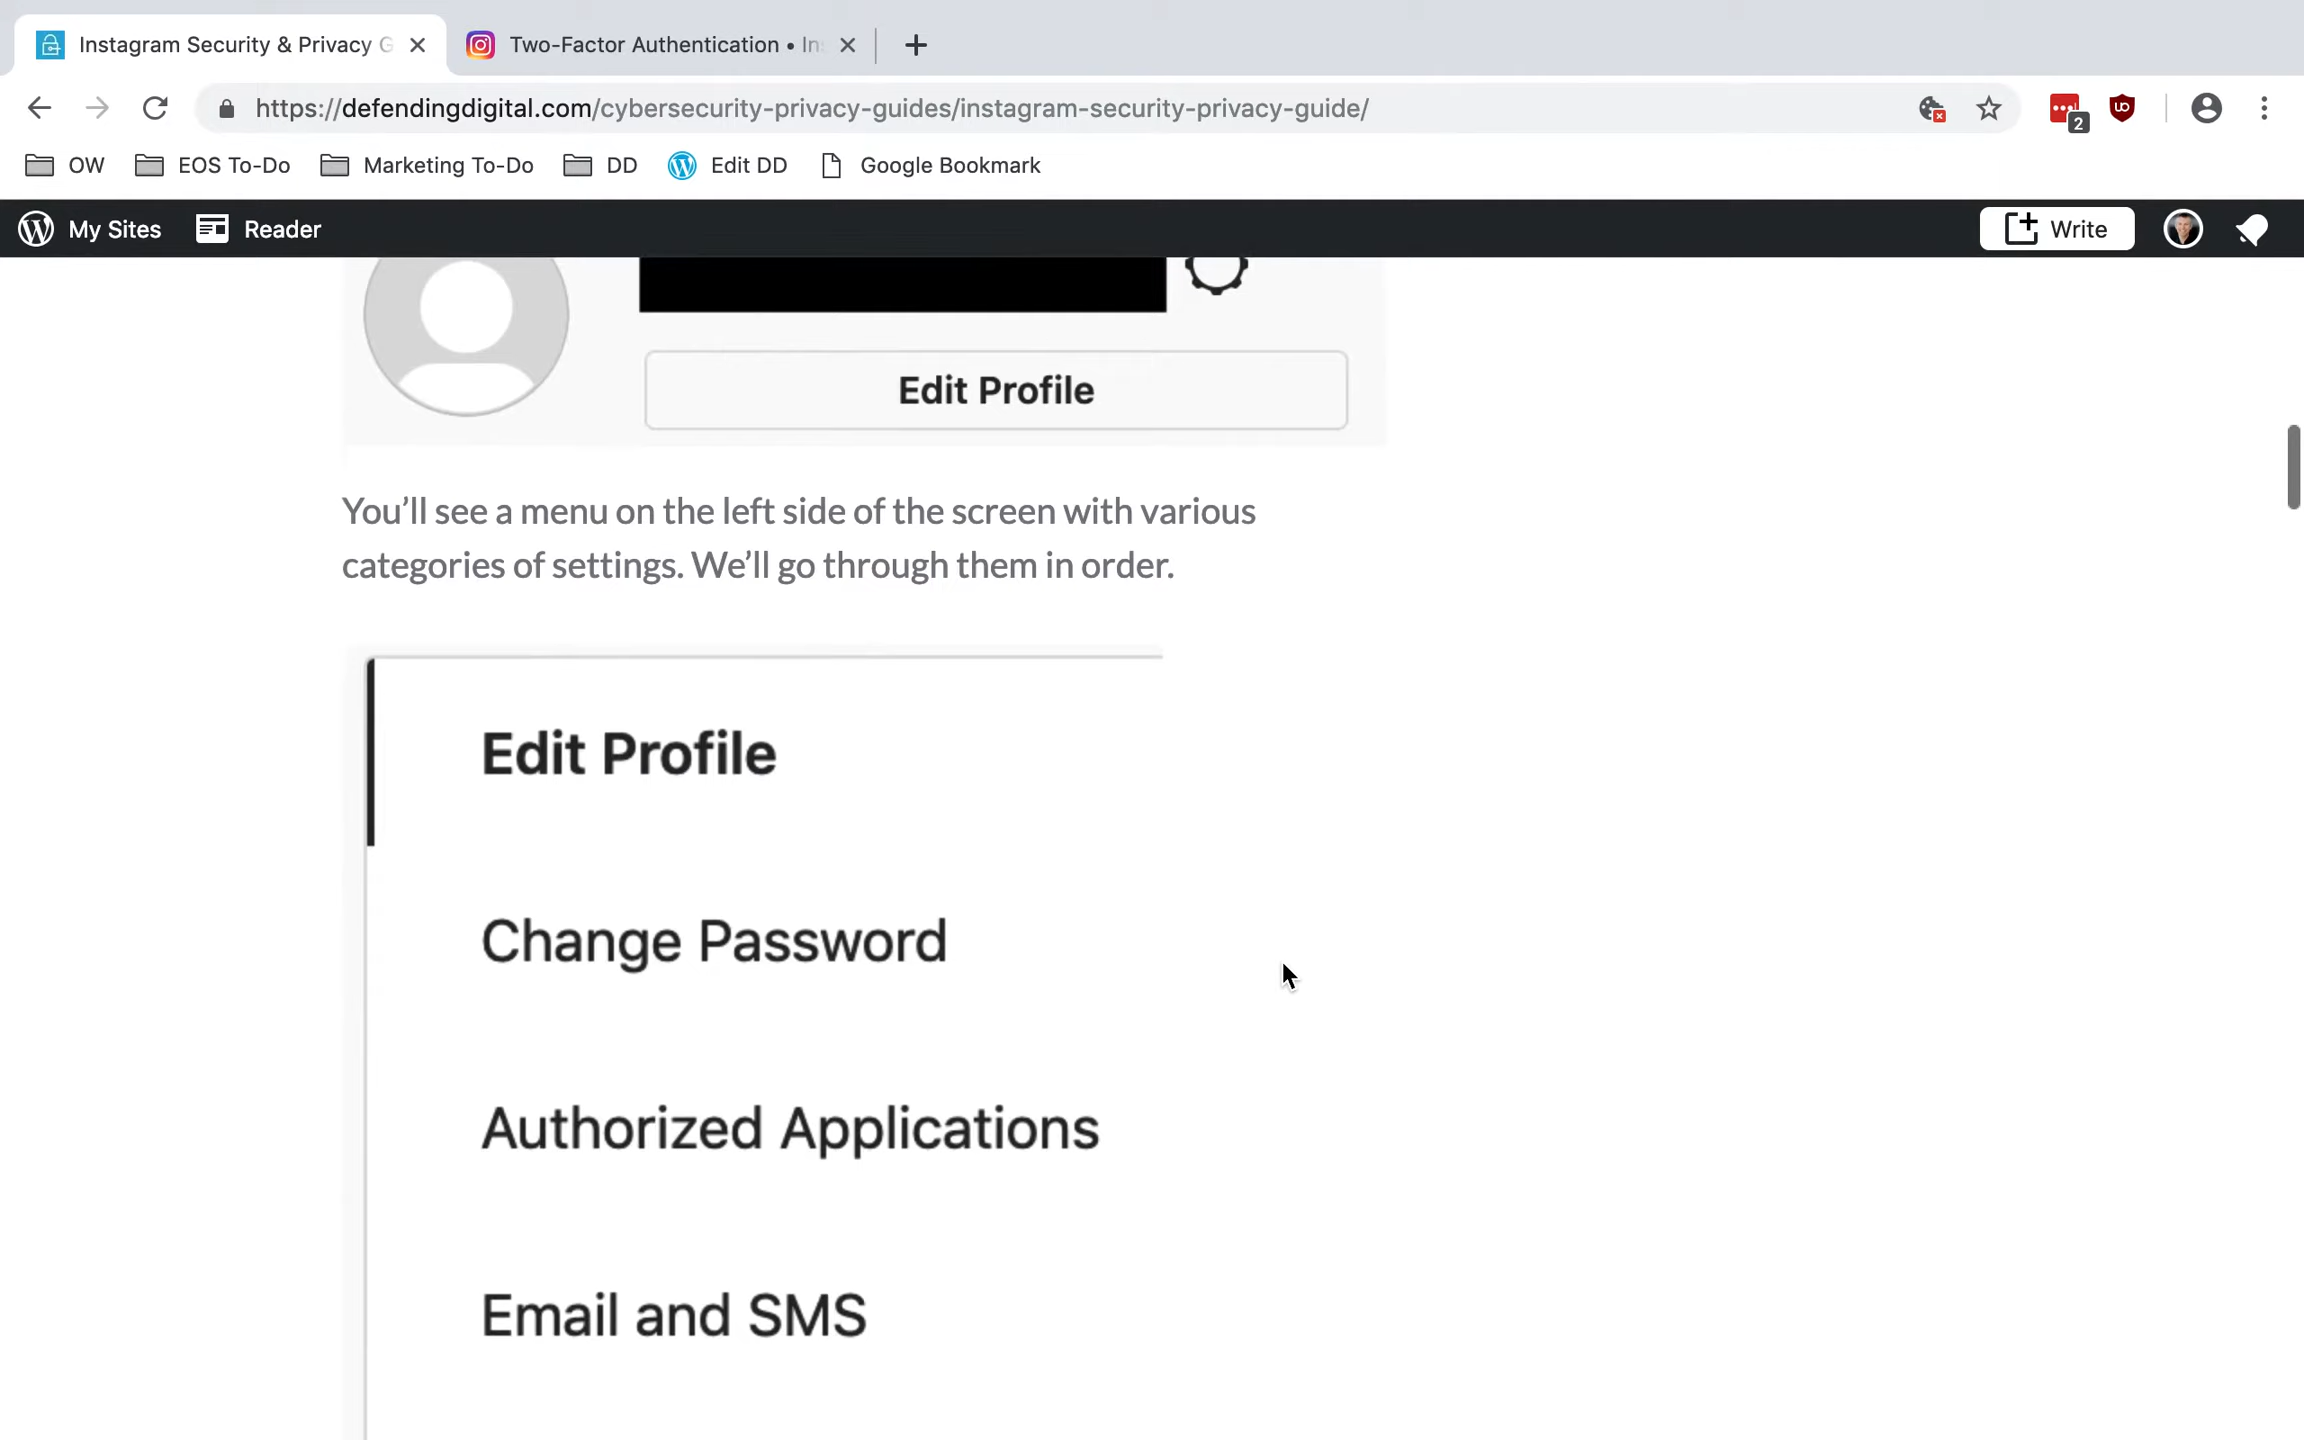 Instagram Security & Privacy G
Two-Factor Authentication • Ins
https://defendingdigital.com/cybersecurity-privacy-guides/instagram-security-privacy-guide/
2
OW
EOS To-Do
Marketing To-Do
DD
Edit DD
Google Bookmark
My Sites
Reader
Write
Edit Profile
You’ll see a menu on the left side of the screen with various
categories of settings. We’ll go through them in order.
Edit Profile
Change Password
Authorized Applications
Email and SMS